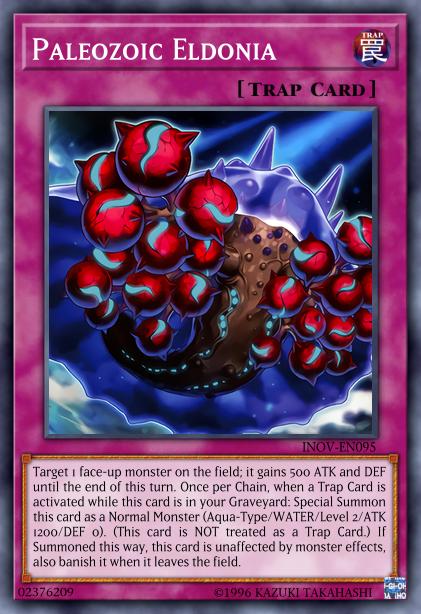 PALEOZOIC ELDONIA
TRAP
罠
[TRAP CARD]
INOV-EN095
Target 1 face-up monster on the field; it gains 500 ATK and DEF
until the end of this turn. Once per Chain, when a Trap Card is
activated while this card is in your Graveyard: Special Summon
this card as a Normal Monster (Aqua-Type/WATER/Level 2/ATK
1200/DEF 0). (This card is NOT treated as a Trap Card.) If
Summoned this way, this card is unaffected by monster effects,
also banish it when it leaves the field.
02376209
©1996 KAZUKI TAKAHASHI